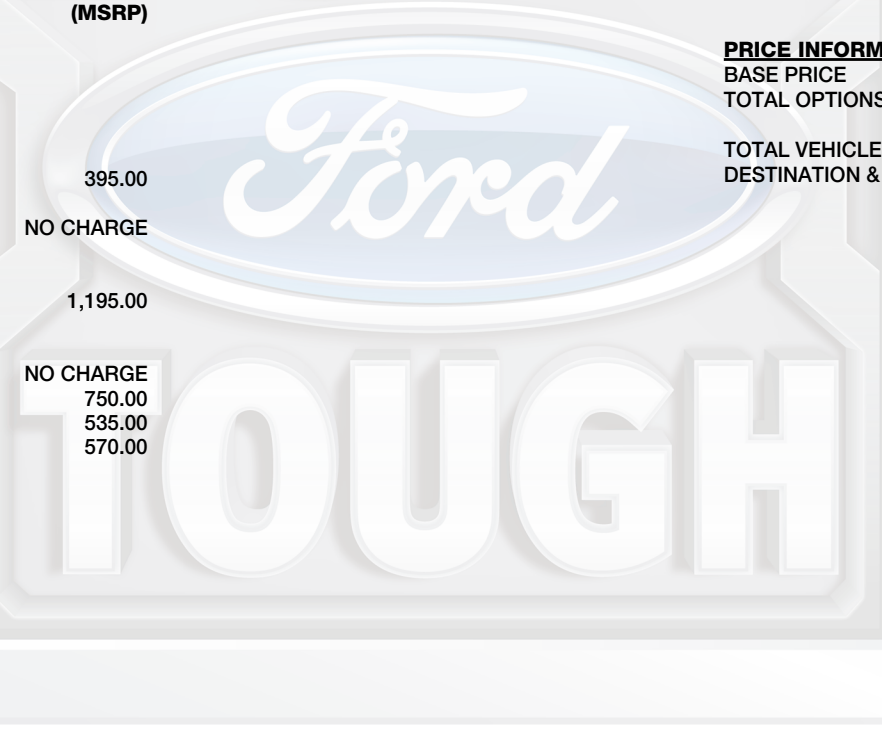 (MSRP)
395.00
NO CHARGE
1,195.00
NO CHARGE
750.00
535.00
570.00
PRICE INFORM
BASE PRICE
TOTAL OPTIONS
TOTAL VEHICLE
DESTINATION &
Ford
TOUGH